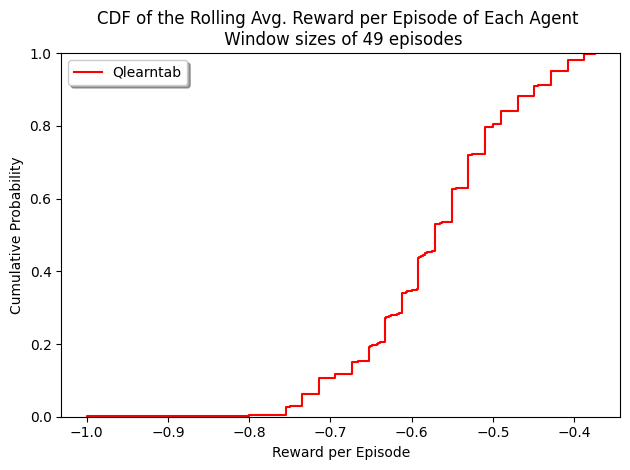 CDF of the Rolling Avg. Reward per Episode of Each Agent
Window sizes of 49 episodes
Qlearntab
Cumulative Probability
1.0
0.8
0.6
0.4
0.2
0.0
−1.0 −0.9 −0.8 −0.7 −0.6 −0.5 −0.4
Reward per Episode